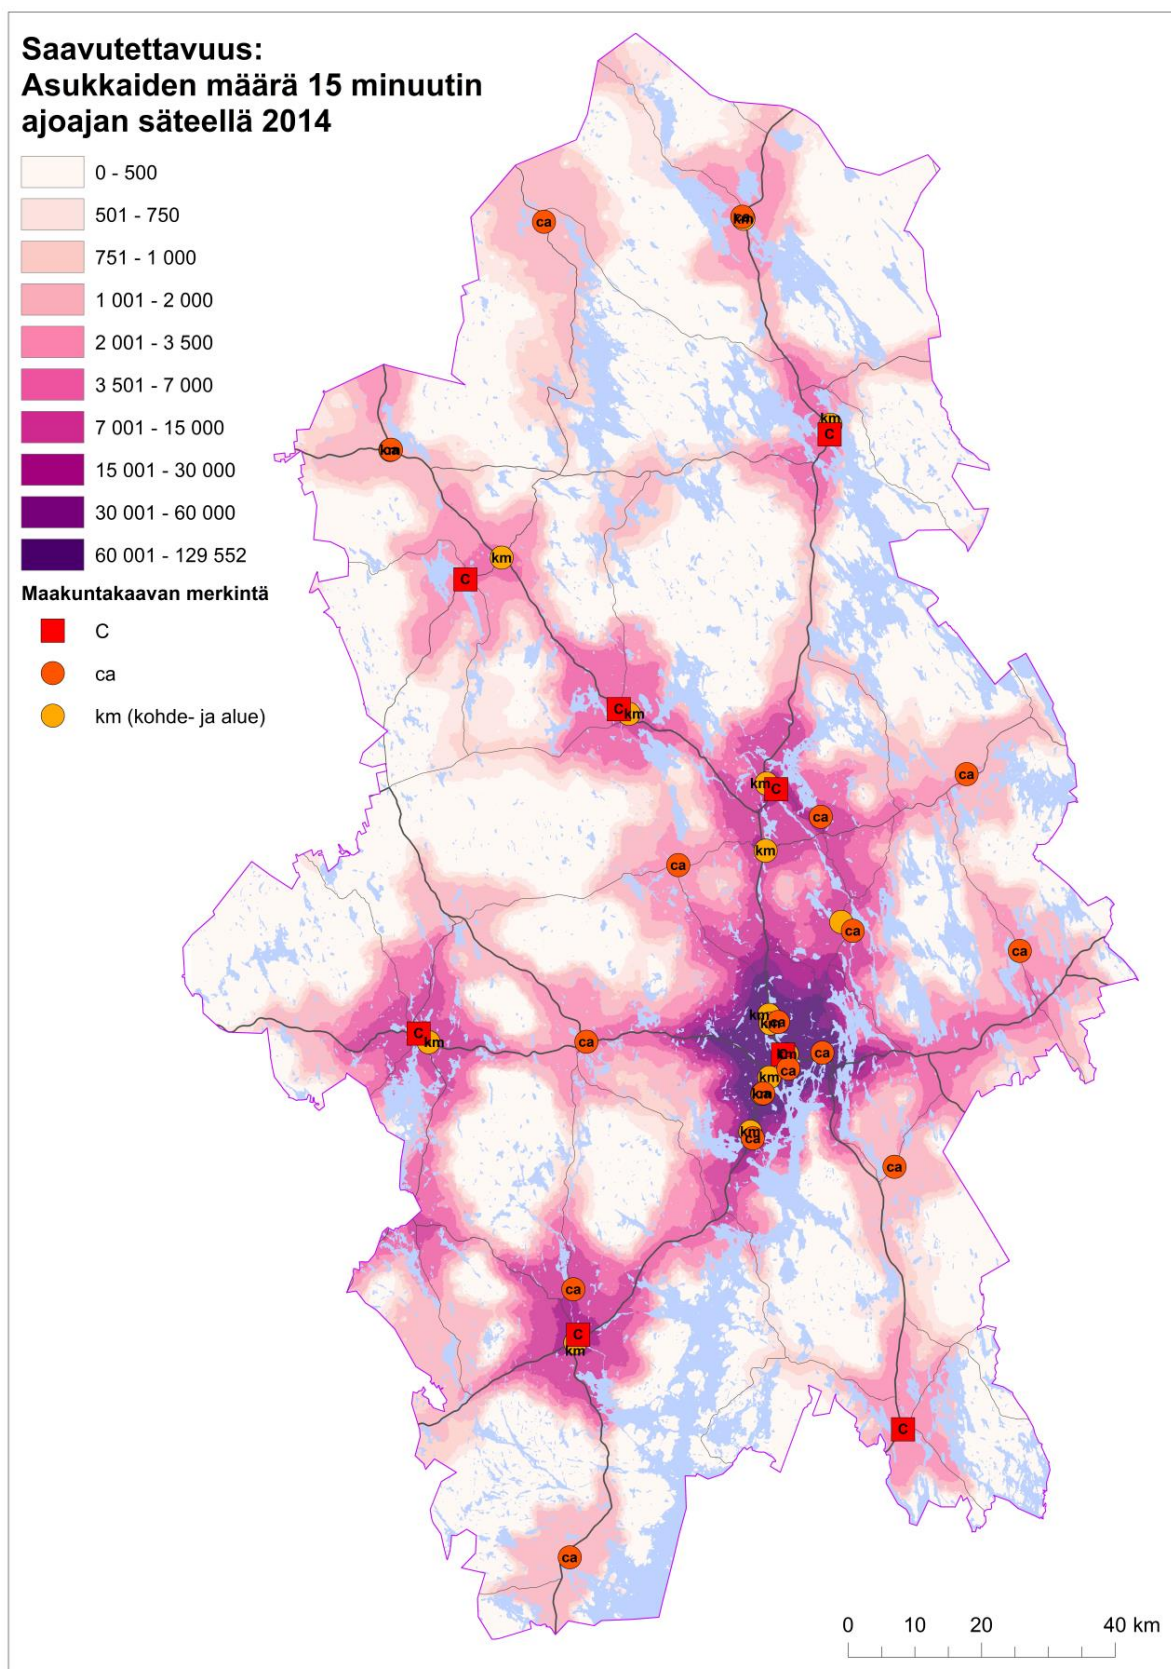 Saavutettavuus:
Asukkaiden määrä 15 minuutin
ajoajan säteellä 2014
0 - 500
501 - 750
751 - 1 000
1 001 - 2 000
2 001 - 3 500
3 501 - 7 000
7 001 - 15 000
15 001 - 30 000
30 001 - 60 000
60 001 - 129 552
Maakuntakaavan merkintä
C
ca
km (kohde- ja alue)
ca
km
C
km
C
C
km
ca
km
C
ca
km
ca
ca
ca
C
km
ca
km
km
ca
ca
ca
km
km
ca
ca
ca
C
km
C
ca
0 10 20 40 km